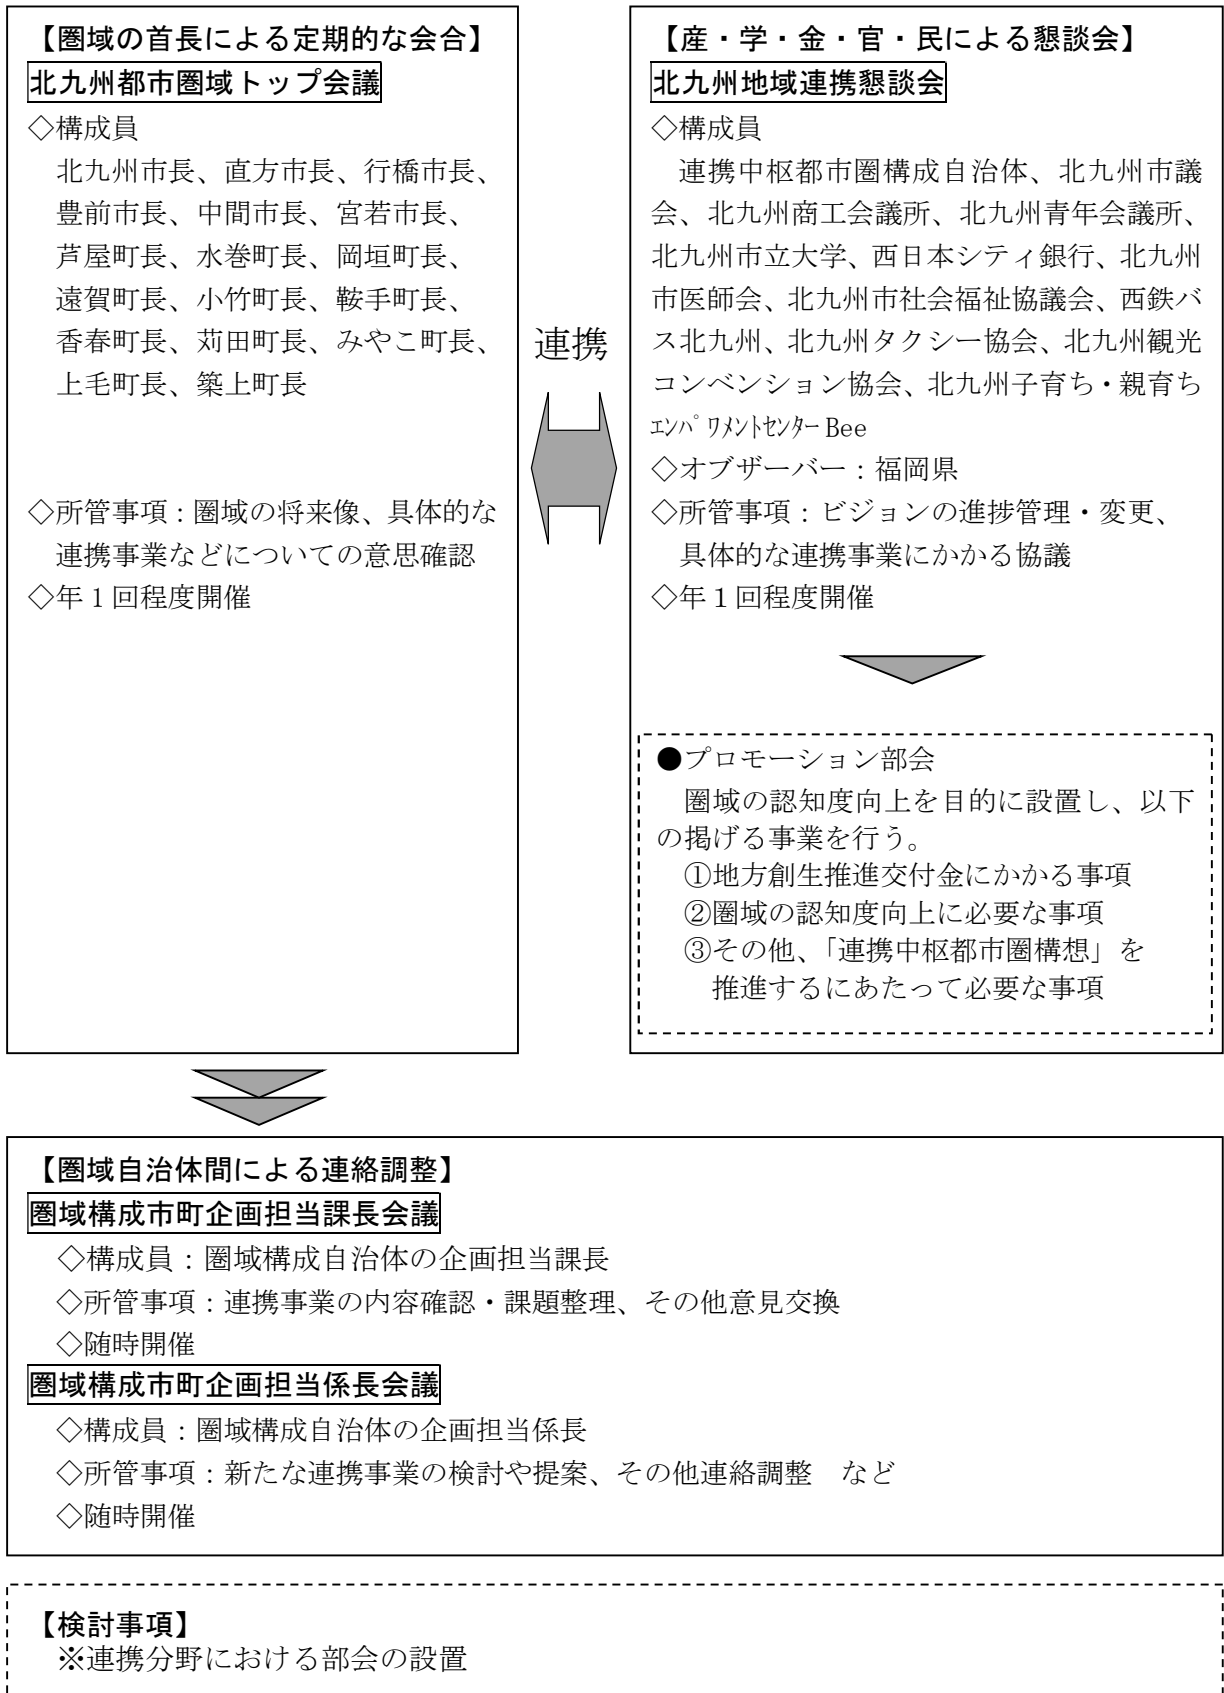 【圏域の首長による定期的な会合】
北九州都市圏域トップ会議
◇構成員
北九州市長、直方市長、行橋市長、
豊前市長、中間市長、宮若市長、
芦屋町長、水巻町長、岡垣町長、
遠賀町長、小竹町長、鞍手町長、
香春町長、苅田町長、みやこ町長、
上毛町長、築上町長
◇所管事項：圏域の将来像、具体的な
連携事業などについての意思確認
◇年１回程度開催
連携
【産・学・金・官・民による懇談会】
北九州地域連携懇談会
◇構成員
連携中枢都市圏構成自治体、北九州市議
会、北九州商工会議所、北九州青年会議所、
北九州市立大学、西日本シティ銀行、北九州
市医師会、北九州市社会福祉協議会、西鉄バ
ス北九州、北九州タクシー協会、北九州観光
コンベンション協会、北九州子育ち・親育ち
ｴﾝﾊﾟﾜﾒﾝﾄｾﾝﾀｰ Bee
◇オブザーバー：福岡県
◇所管事項：ビジョンの進捗管理・変更、
具体的な連携事業にかかる協議
◇年１回程度開催
●プロモーション部会
圏域の認知度向上を目的に設置し、以下
の掲げる事業を行う。
①地方創生推進交付金にかかる事項
②圏域の認知度向上に必要な事項
③その他、「連携中枢都市圏構想」を
推進するにあたって必要な事項
【圏域自治体間による連絡調整】
圏域構成市町企画担当課長会議
◇構成員：圏域構成自治体の企画担当課長
◇所管事項：連携事業の内容確認・課題整理、その他意見交換
◇随時開催
圏域構成市町企画担当係長会議
◇構成員：圏域構成自治体の企画担当係長
◇所管事項：新たな連携事業の検討や提案、その他連絡調整　など
◇随時開催
【検討事項】
※連携分野における部会の設置